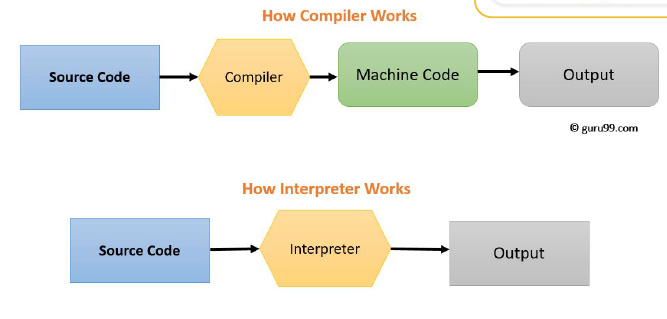 How Compiler Works
Source Code
Compiler
Machine Code
Output
© guru99.com
How Interpreter Works
Source Code
Interpreter
Output